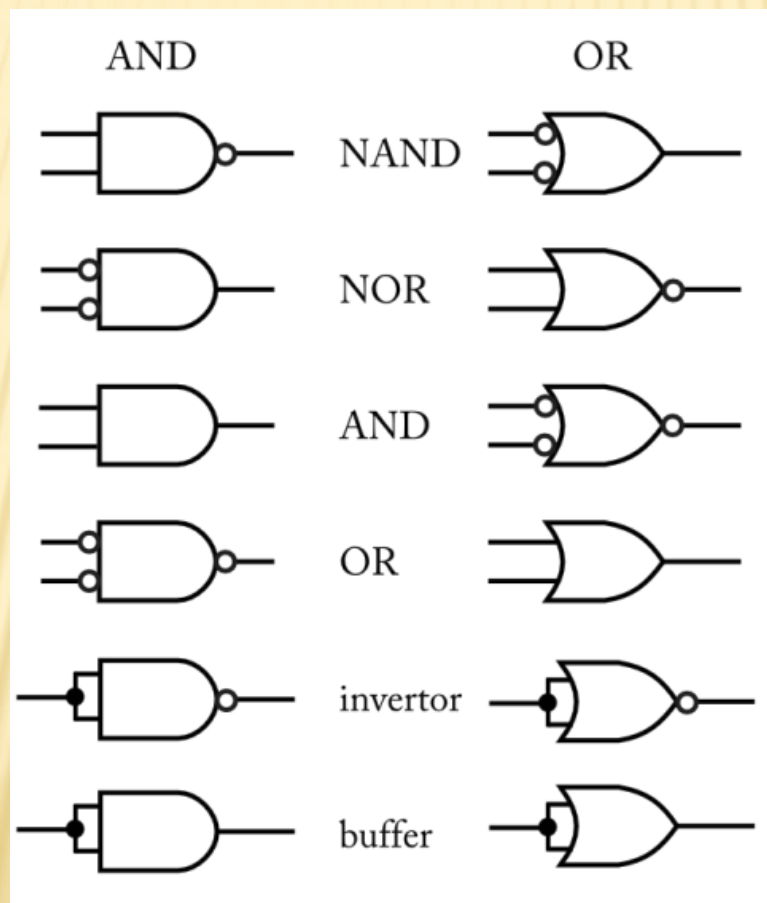 AND OR
NAND
NOR
AND
OR
invertor
buffer